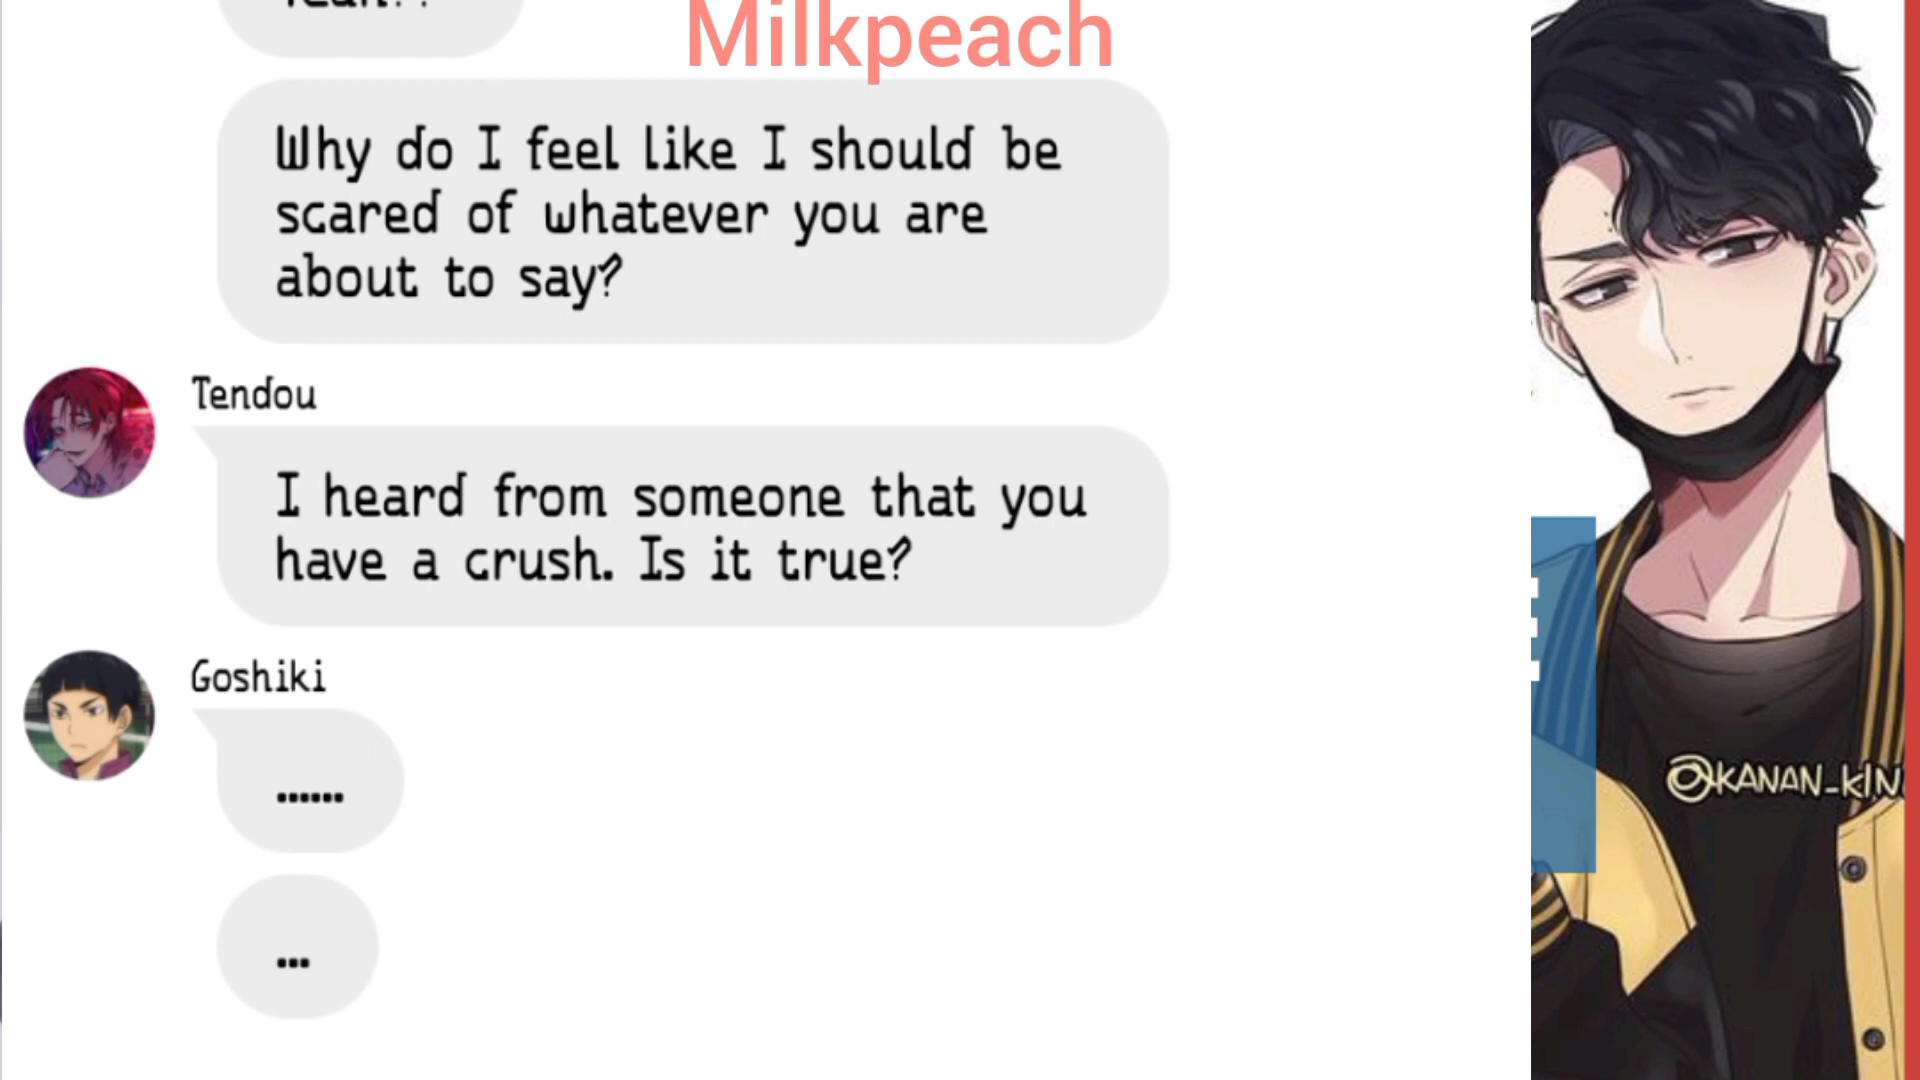 Milkpeach
Why do I feel like I should be
scared of whatever you are
about to say?
Tendou
I heard from someone that you
have a crush. Is it true?
Goshiki
......
...
@KANAN_KIN